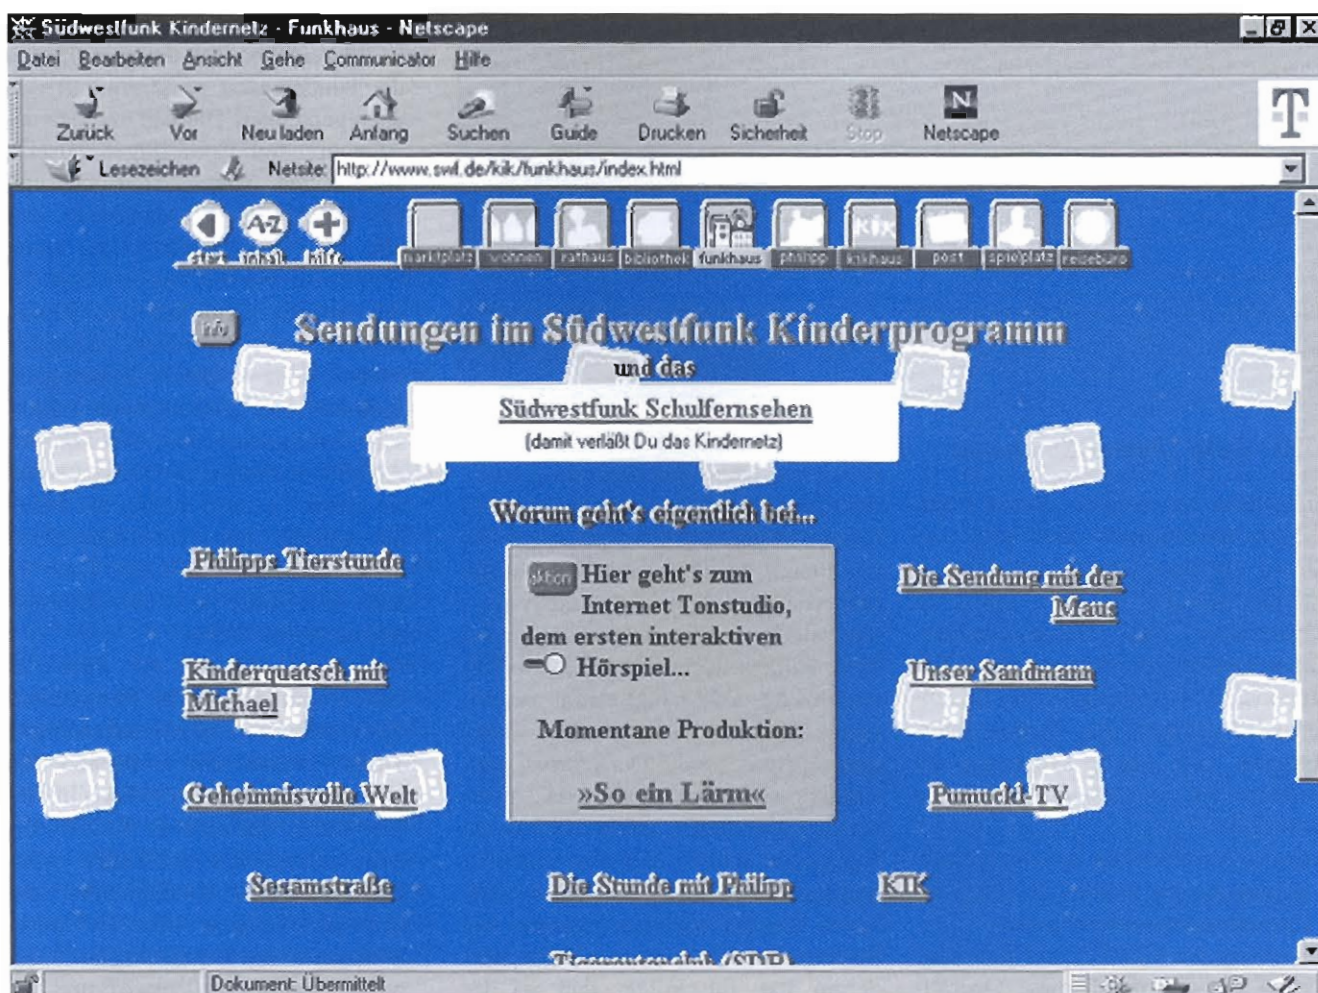 Südwestfunk Kindernetz - Funkhaus - Netscape
Datei Bearbeiten Ansicht Gehe Communicator Hilfe
Zurück Vor Neu laden Anfang Suchen Guide Drucken Sicherheit Stop Netscape
N
T
Lesezeichen Netsite: http://www.swf.de/kik/funkhaus/index.html
A-Z
KIK
start inhalt hilfe marktplatz wohnen rathaus bibliothek funkhaus philipp kikhaus post spielplatz reisebüro
info Sendungen im Südwestfunk Kinderprogramm
und das
Südwestfunk Schulfernsehen
(damit verläßt Du das Kindernetz)
Worum geht's eigentlich bei...
Philipps Tierstunde
aktion Hier geht's zum
Internet Tonstudio,
dem ersten interaktiven
Hörspiel...
Momentane Produktion:
»So ein Lärm«
Die Sendung mit der
Maus
Kinderquatsch mit
Michael
Unser Sandmann
Geheimnisvolle Welt
Pumuckl-TV
Sesamstraße Die Stunde mit Philipp KIK
Tigerentenclub (SDR)
Dokument: Übermittelt